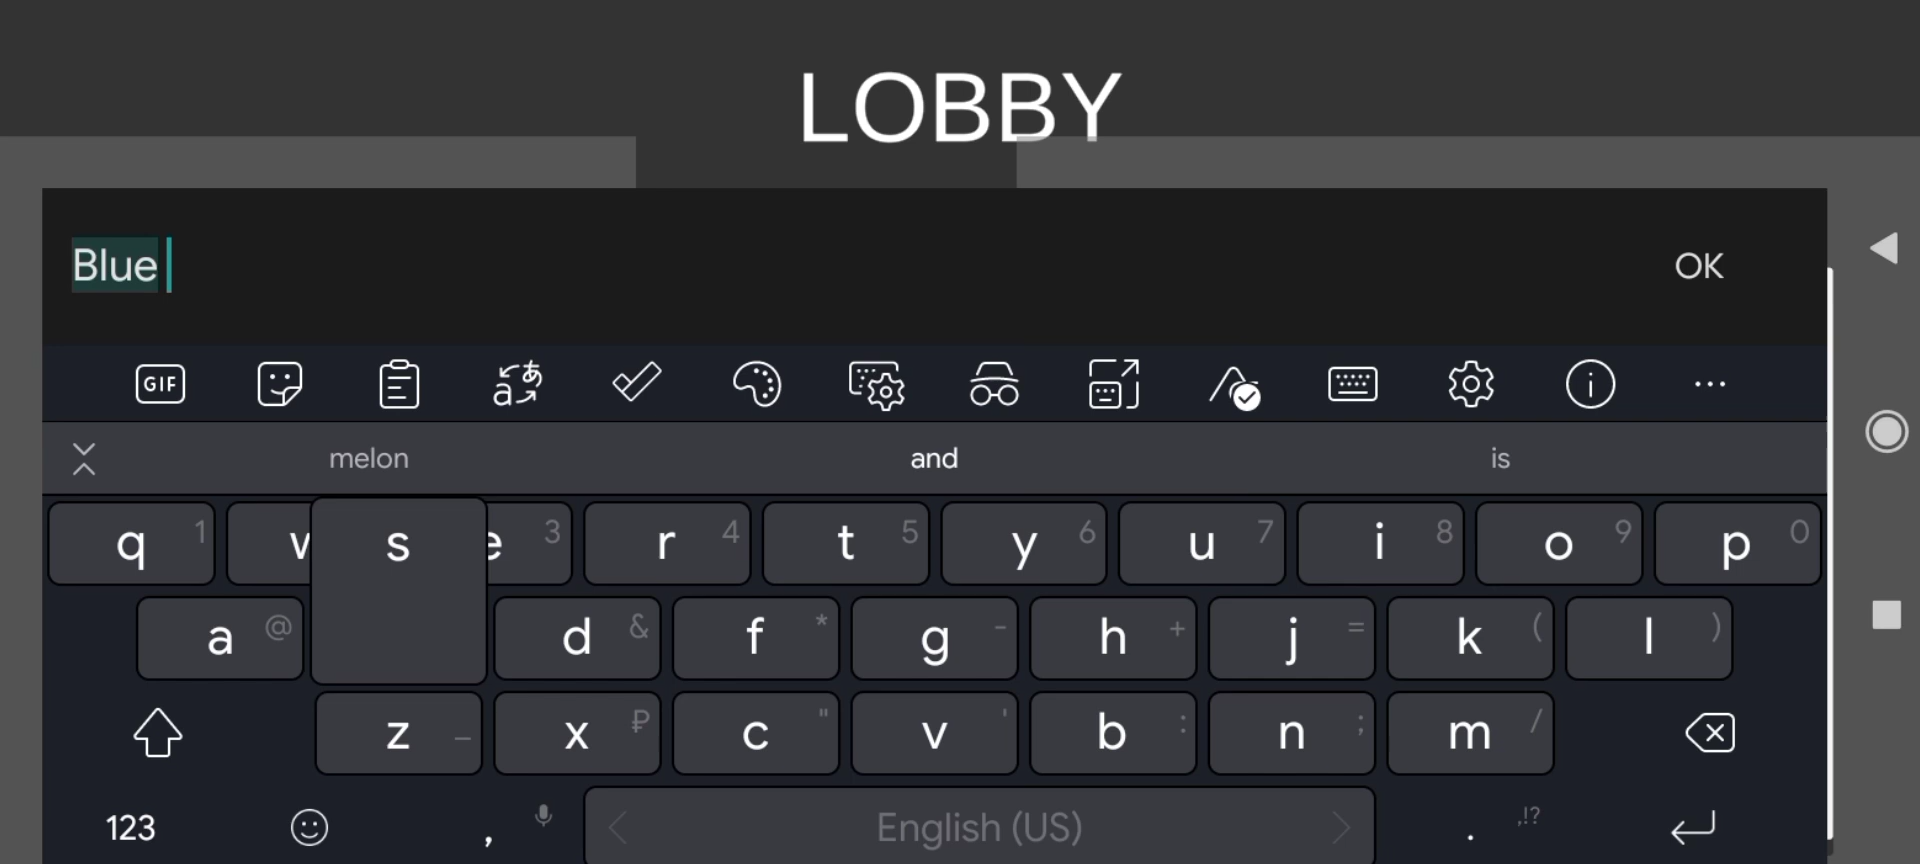 LOBBY
Blue
OK
GIF
a あ
melon and is
q 1 w s e 3 r 4 t 5 y 6 u 7 i 8 o 9 p 0
a @ d & f * g - h + j = k ( l )
z _ x ₽ c " v ' b : n ; m /
123 , English (US) . ,!?